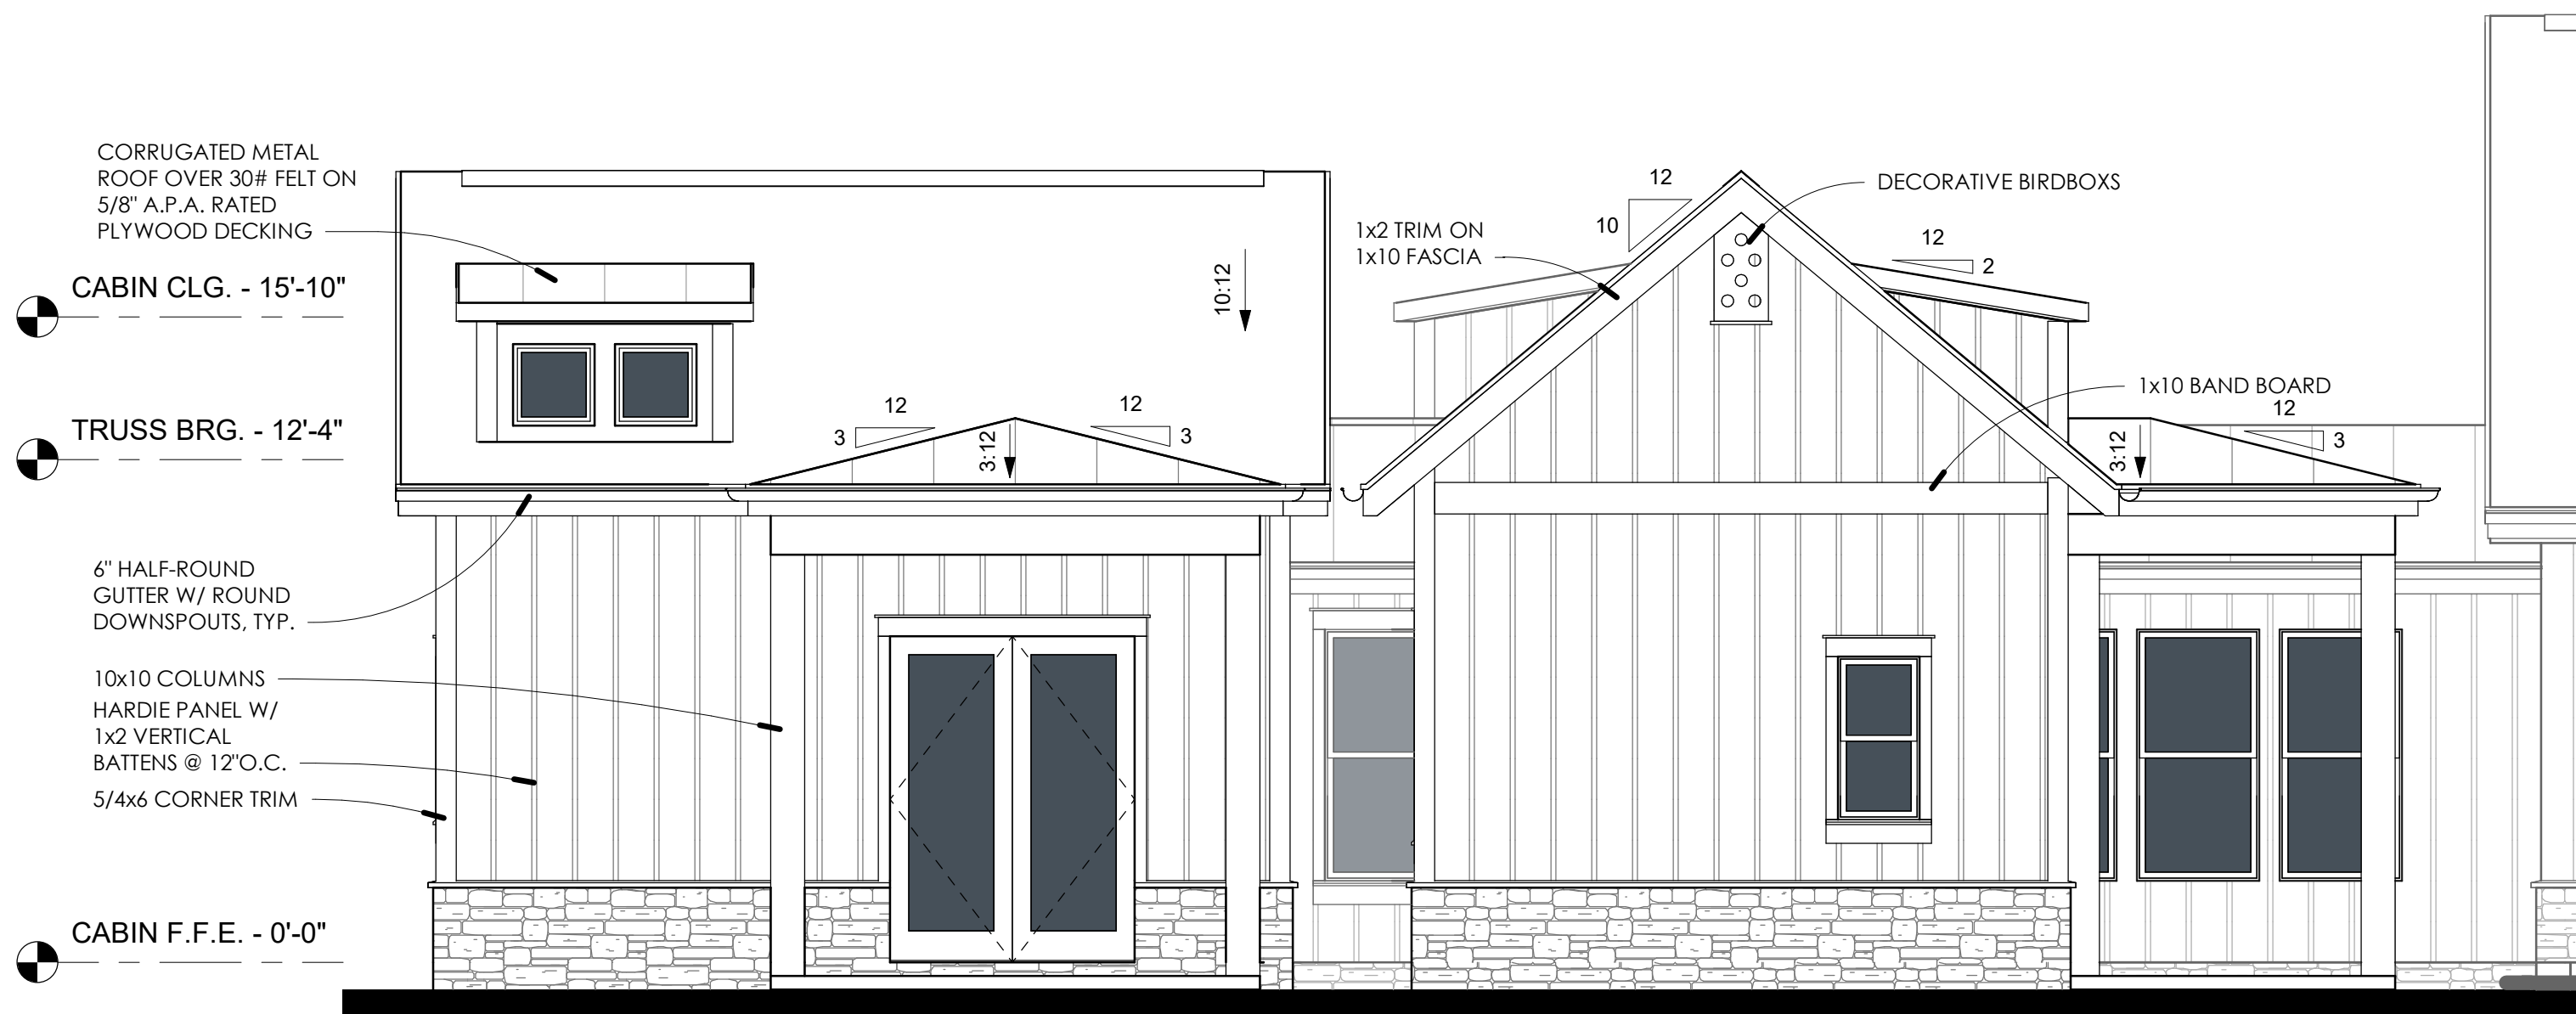 CORRUGATED METAL
ROOF OVER 30# FELT ON
5/8" A.P.A. RATED
PLYWOOD DECKING
CABIN CLG. - 15'-10"
TRUSS BRG. - 12'-4"
6" HALF-ROUND
GUTTER W/ ROUND
DOWNSPOUTS, TYP.
10x10 COLUMNS
HARDIE PANEL W/
1x2 VERTICAL
BATTENS @ 12"O.C.
5/4x6 CORNER TRIM
CABIN F.F.E. - 0'-0"
10:12
12
3
3:12
12
3
1x2 TRIM ON
1x10 FASCIA
12
10
DECORATIVE BIRDBOXS
12
2
1x10 BAND BOARD
12
3
3:12